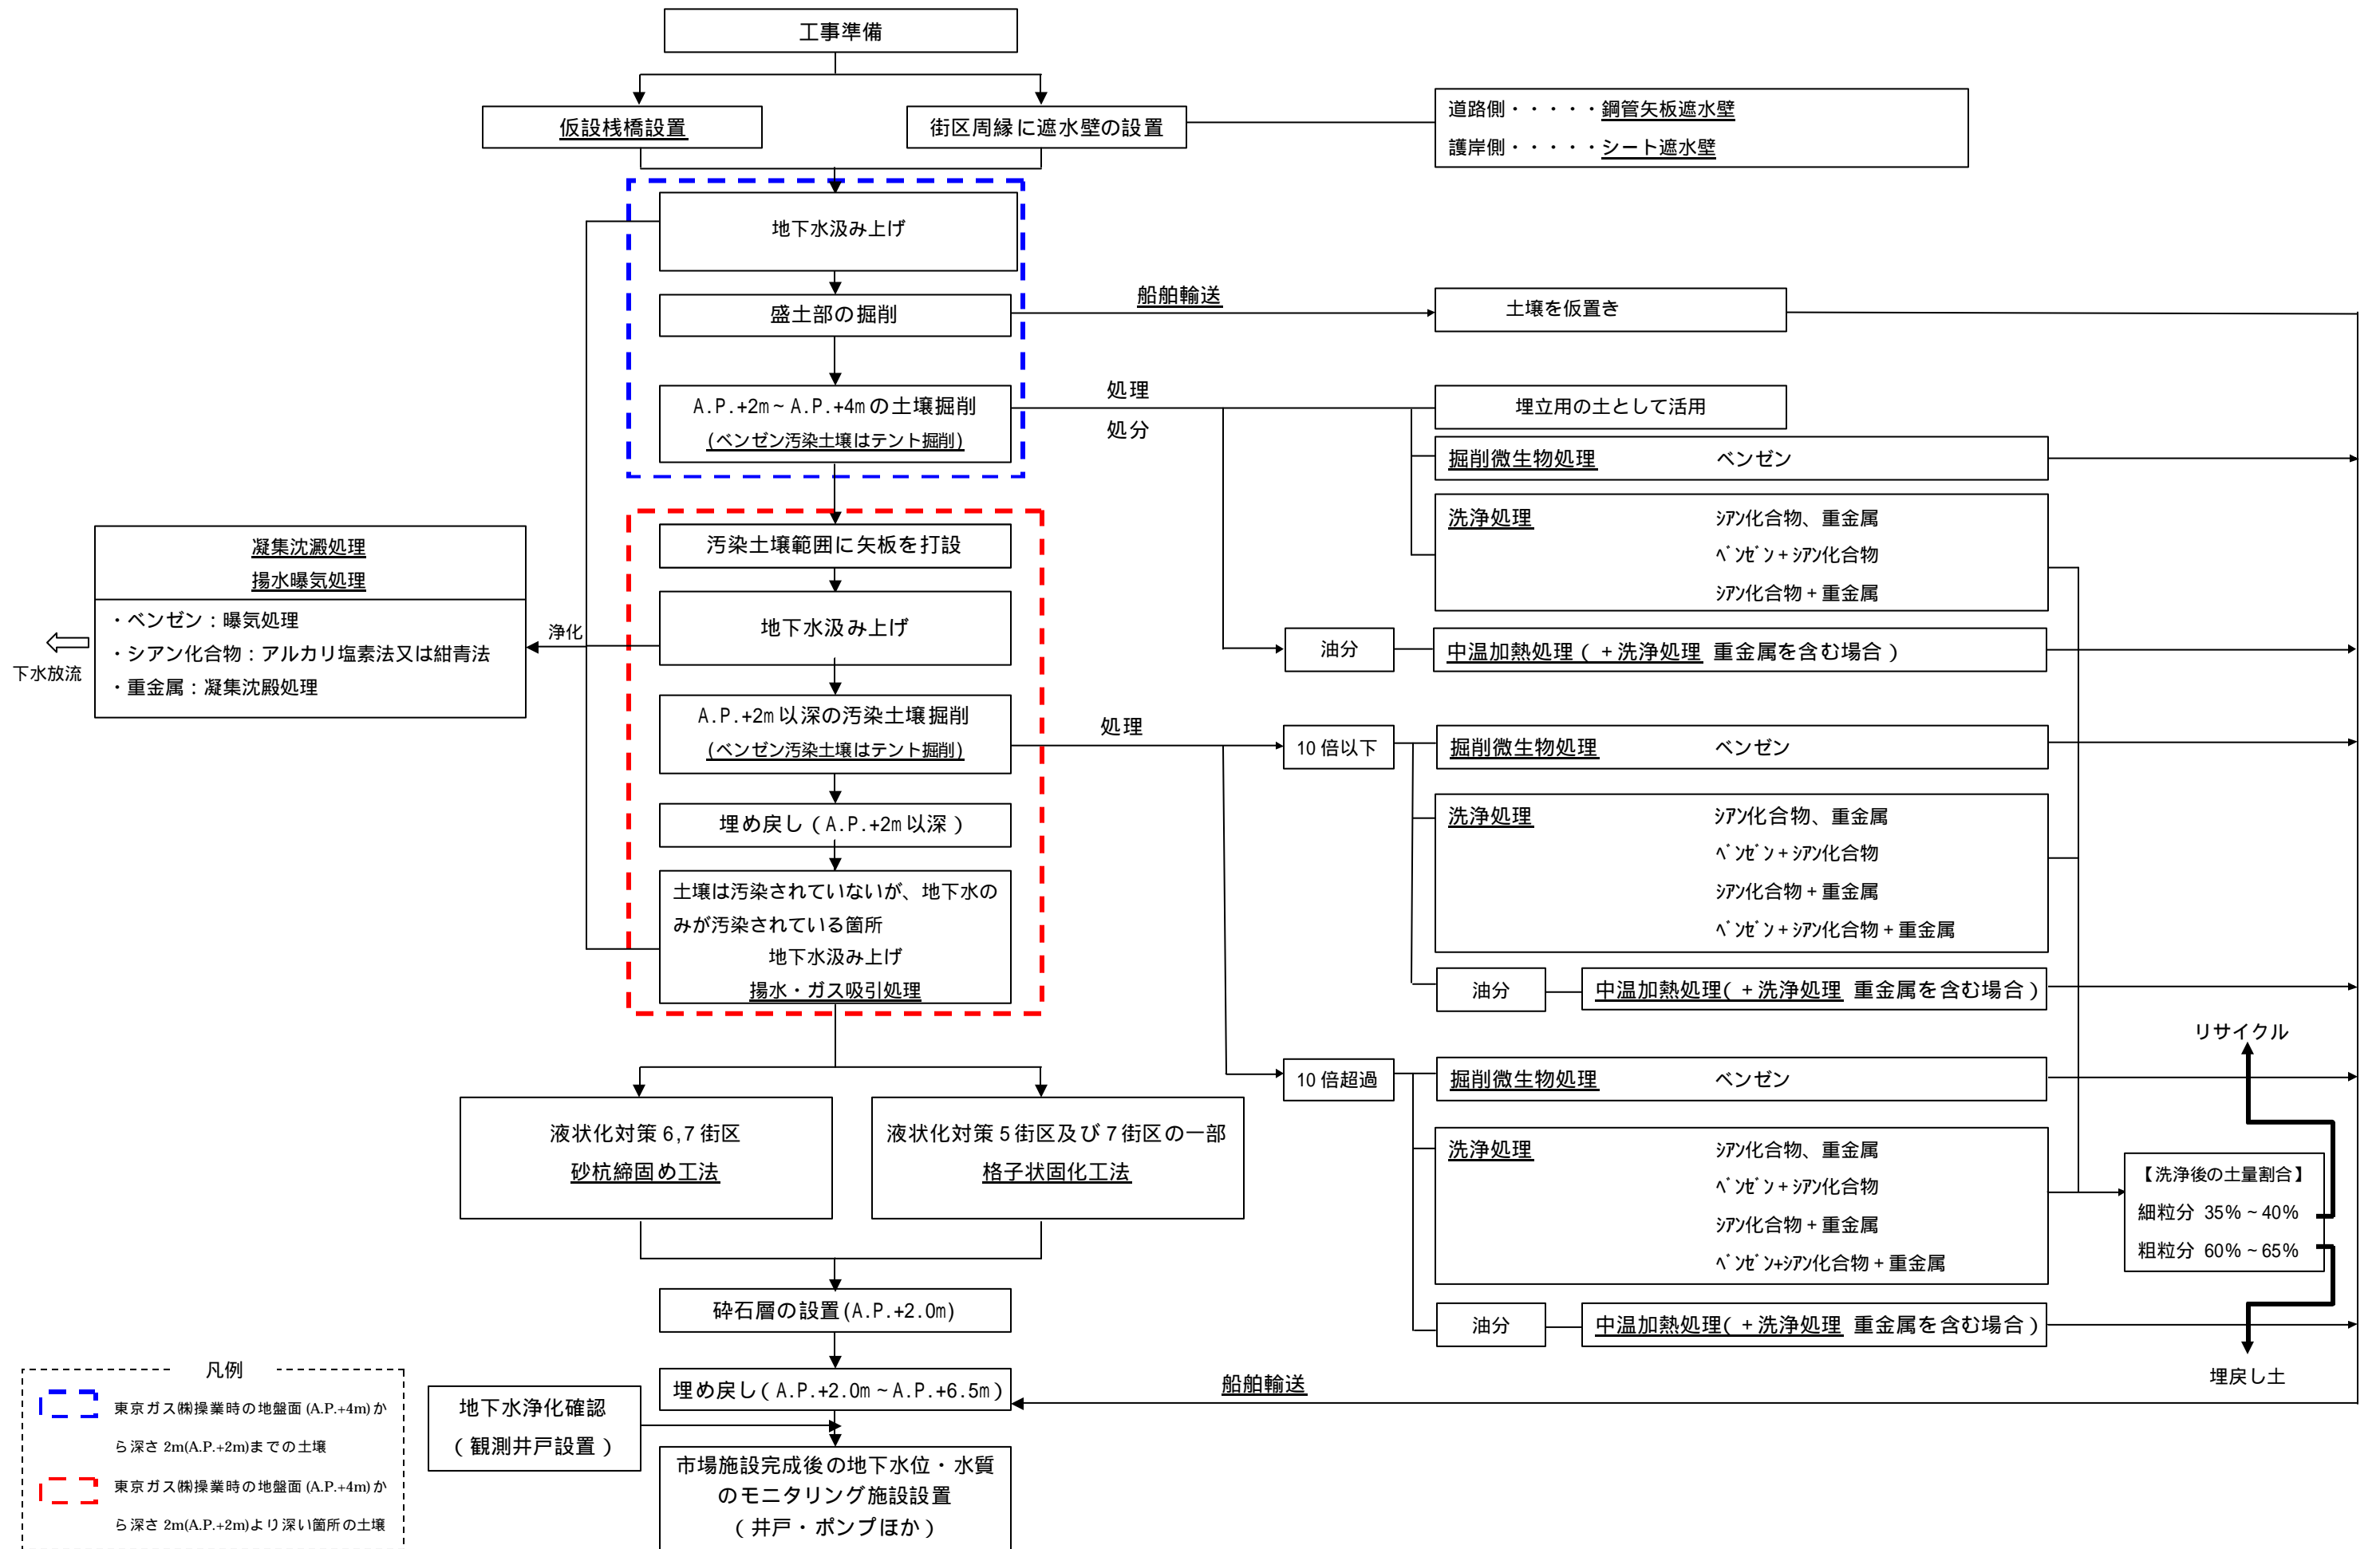 工事準備
仮設桟橋設置
街区周縁に遮水壁の設置
道路側・・・・・鋼管矢板遮水壁
護岸側・・・・・シート遮水壁
地下水汲み上げ
盛土部の掘削
船舶輸送
土壌を仮置き
A.P.+2m~A.P.+4mの土壌掘削
(ベンゼン汚染土壌はテント掘削)
処理
処分
埋立用の土として活用
掘削微生物処理 ベンゼン
洗浄処理 ｼｱﾝ化合物、重金属
ﾍﾞﾝｾﾞﾝ+ｼｱﾝ化合物
ｼｱﾝ化合物+重金属
油分
中温加熱処理(+洗浄処理 重金属を含む場合)
汚染土壌範囲に矢板を打設
地下水汲み上げ
浄化
凝集沈澱処理
揚水曝気処理
・ベンゼン:曝気処理
・シアン化合物:アルカリ塩素法又は紺青法
・重金属:凝集沈殿処理
下水放流
A.P.+2m以深の汚染土壌掘削
(ベンゼン汚染土壌はテント掘削)
処理
10倍以下
掘削微生物処理 ベンゼン
洗浄処理 ｼｱﾝ化合物、重金属
ﾍﾞﾝｾﾞﾝ+ｼｱﾝ化合物
ｼｱﾝ化合物+重金属
ﾍﾞﾝｾﾞﾝ+ｼｱﾝ化合物+重金属
油分
中温加熱処理(+洗浄処理 重金属を含む場合)
埋め戻し(A.P.+2m以深)
土壌は汚染されていないが、地下水の
みが汚染されている箇所
地下水汲み上げ
揚水・ガス吸引処理
10倍超過
掘削微生物処理 ベンゼン
洗浄処理 ｼｱﾝ化合物、重金属
ﾍﾞﾝｾﾞﾝ+ｼｱﾝ化合物
ｼｱﾝ化合物+重金属
ﾍﾞﾝｾﾞﾝ+ｼｱﾝ化合物+重金属
油分
中温加熱処理(+洗浄処理 重金属を含む場合)
リサイクル
【洗浄後の土量割合】
細粒分 35%~40%
粗粒分 60%~65%
埋戻し土
液状化対策6,7街区
砂杭締固め工法
液状化対策5街区及び7街区の一部
格子状固化工法
砕石層の設置(A.P.+2.0m)
埋め戻し(A.P.+2.0m~A.P.+6.5m)
船舶輸送
地下水浄化確認
(観測井戸設置)
市場施設完成後の地下水位・水質
のモニタリング施設設置
(井戸・ポンプほか)
凡例
東京ガス㈱操業時の地盤面(A.P.+4m)か
ら深さ2m(A.P.+2m)までの土壌
東京ガス㈱操業時の地盤面(A.P.+4m)か
ら深さ2m(A.P.+2m)より深い箇所の土壌